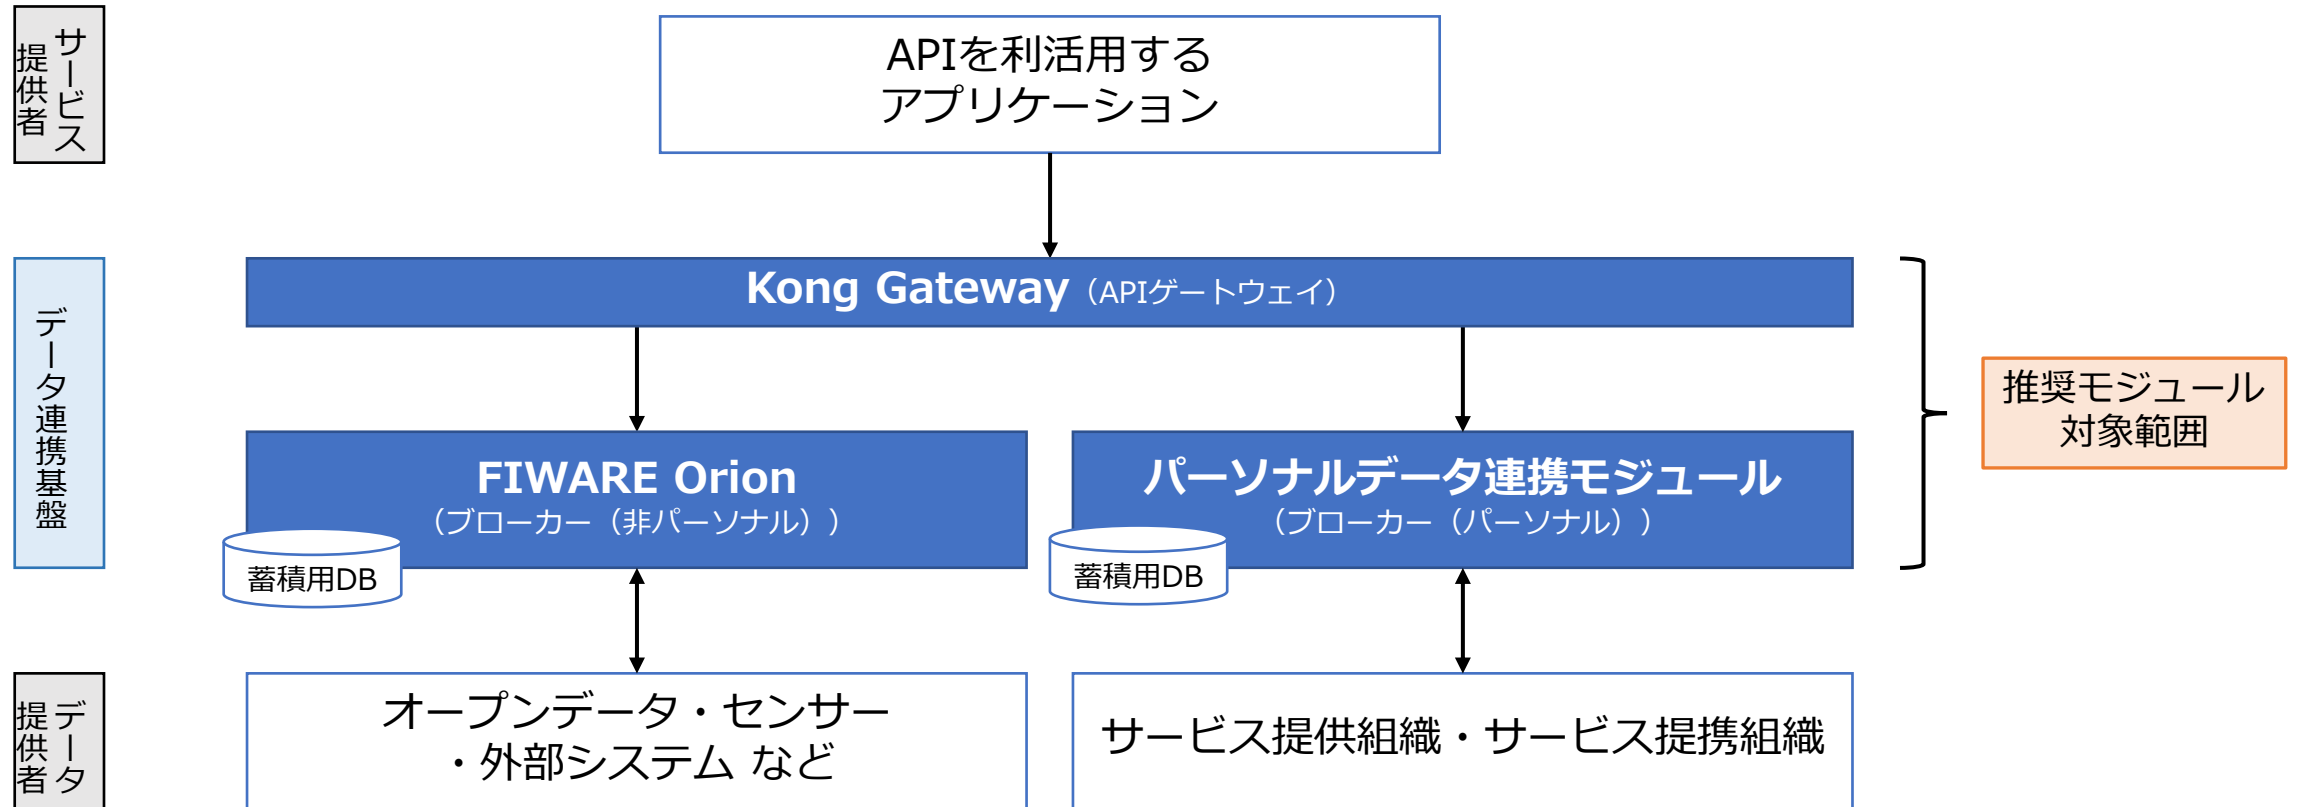 サービス
提供者
APIを利活用する
アプリケーション
データ連携基盤
Kong Gateway（APIゲートウェイ）
FIWARE Orion
（ブローカー（非パーソナル））
蓄積用DB
パーソナルデータ連携モジュール
（ブローカー（パーソナル））
蓄積用DB
推奨モジュール
対象範囲
データ
提供者
オープンデータ・センサー
・外部システム など
サービス提供組織・サービス提携組織